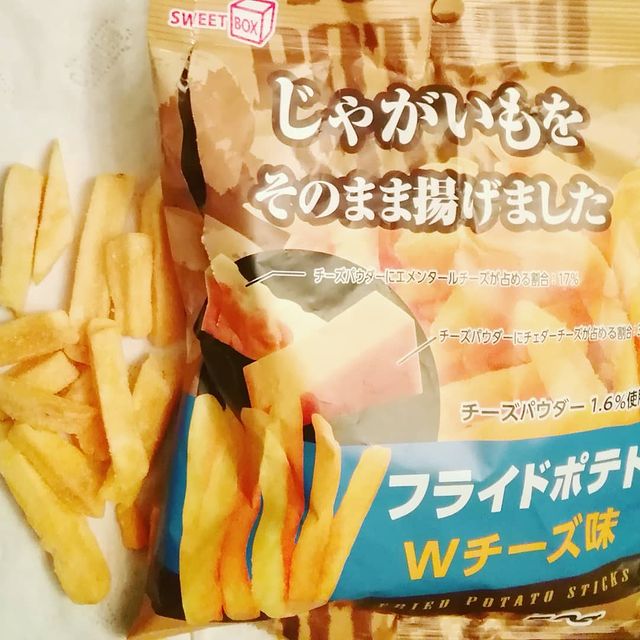 SWEET BOX
じゃがいもを
そのまま揚げました
チーズパウダーにエメンタールチーズが占める割合:17%
チーズパウダーにチェダーチーズが占める割合:
チーズパウダー 1.6%使用
フライドポテト
Wチーズ味
FRIED POTATO STICKS